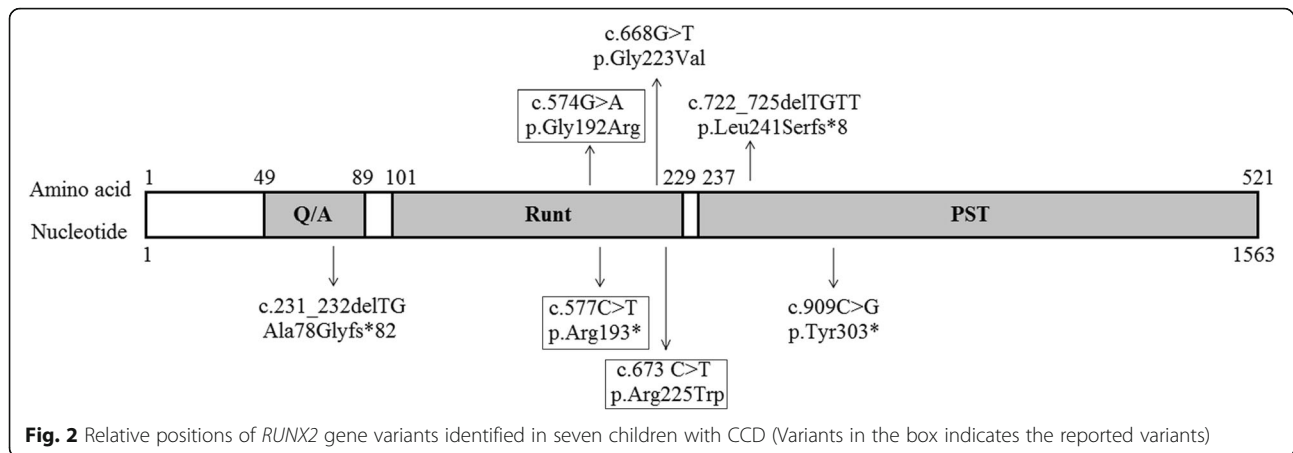 c.668G>T
p.Gly223Val
c.574G>A
p.Gly192Arg
c.722_725delTGTT
p.Leu241Serfs*8
Amino acid 1 49 89 101 229 237 521
Q/A Runt PST
Nucleotide 1 1563
c.231_232delTG
Ala78Glyfs*82
c.577C>T
p.Arg193*
c.909C>G
p.Tyr303*
c.673 C>T
p.Arg225Trp
Fig. 2 Relative positions of RUNX2 gene variants identified in seven children with CCD (Variants in the box indicates the reported variants)